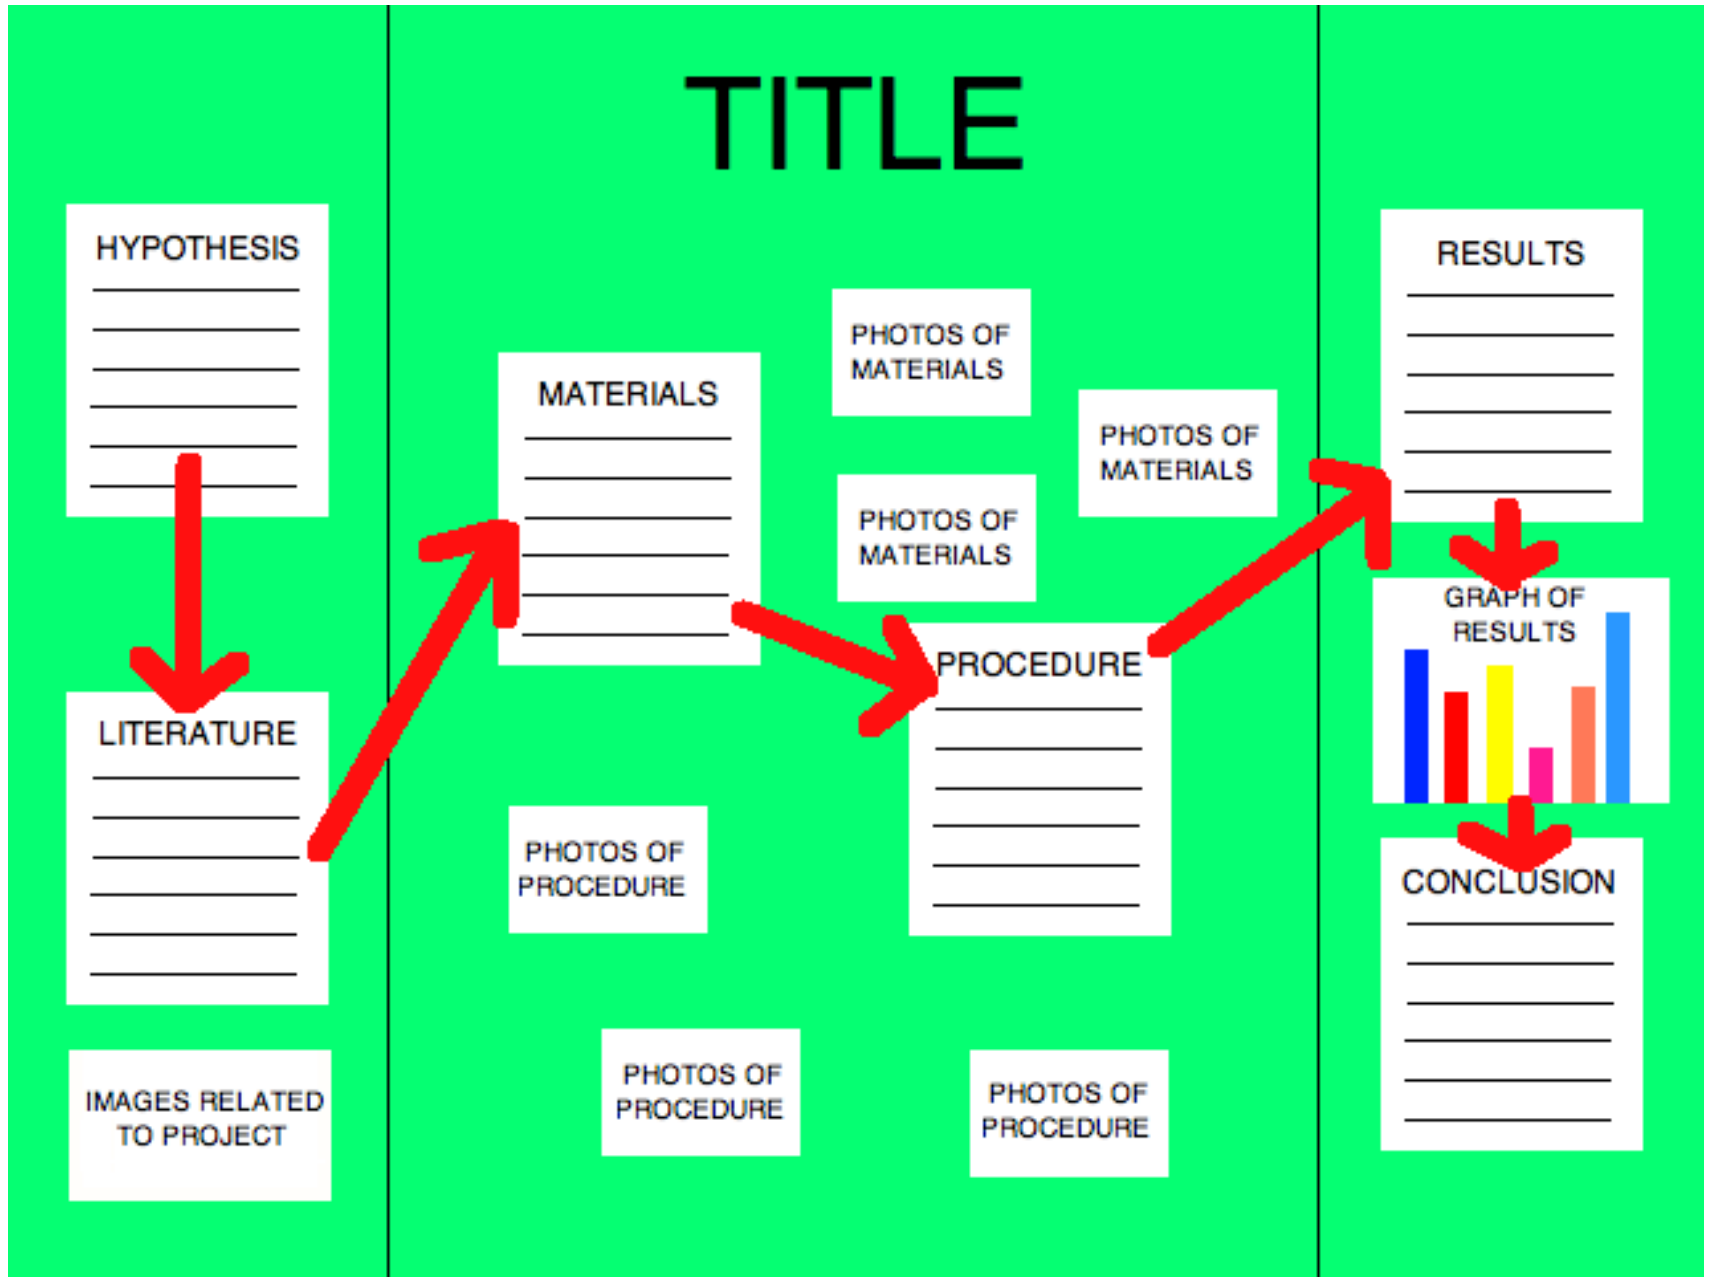 TITLE
HYPOTHESIS
LITERATURE
IMAGES RELATED
TO PROJECT
MATERIALS
PHOTOS OF
MATERIALS
PHOTOS OF
MATERIALS
PHOTOS OF
MATERIALS
PROCEDURE
PHOTOS OF
PROCEDURE
PHOTOS OF
PROCEDURE
PHOTOS OF
PROCEDURE
RESULTS
GRAPH OF
RESULTS
CONCLUSION